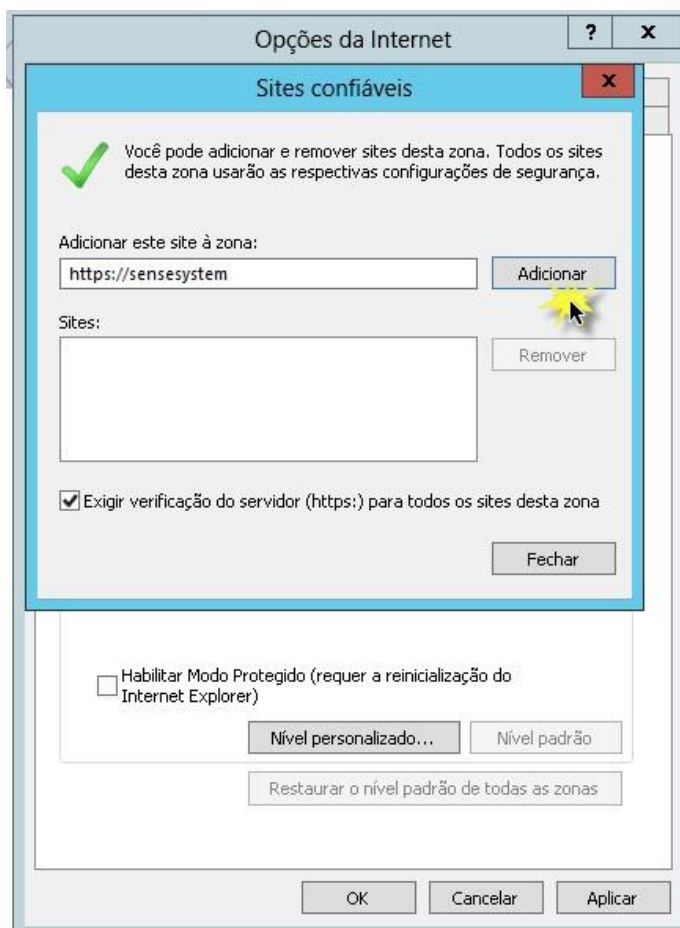 Opções da Internet
?
x
Sites confiáveis
x
Você pode adicionar e remover sites desta zona. Todos os sites
desta zona usarão as respectivas configurações de segurança.
Adicionar este site à zona:
https://sensesystem
Adicionar
Sites:
Remover
Exigir verificação do servidor (https:) para todos os sites desta zona
Fechar
Habilitar Modo Protegido (requer a reinicialização do
Internet Explorer)
Nível personalizado...
Nível padrão
Restaurar o nível padrão de todas as zonas
OK
Cancelar
Aplicar